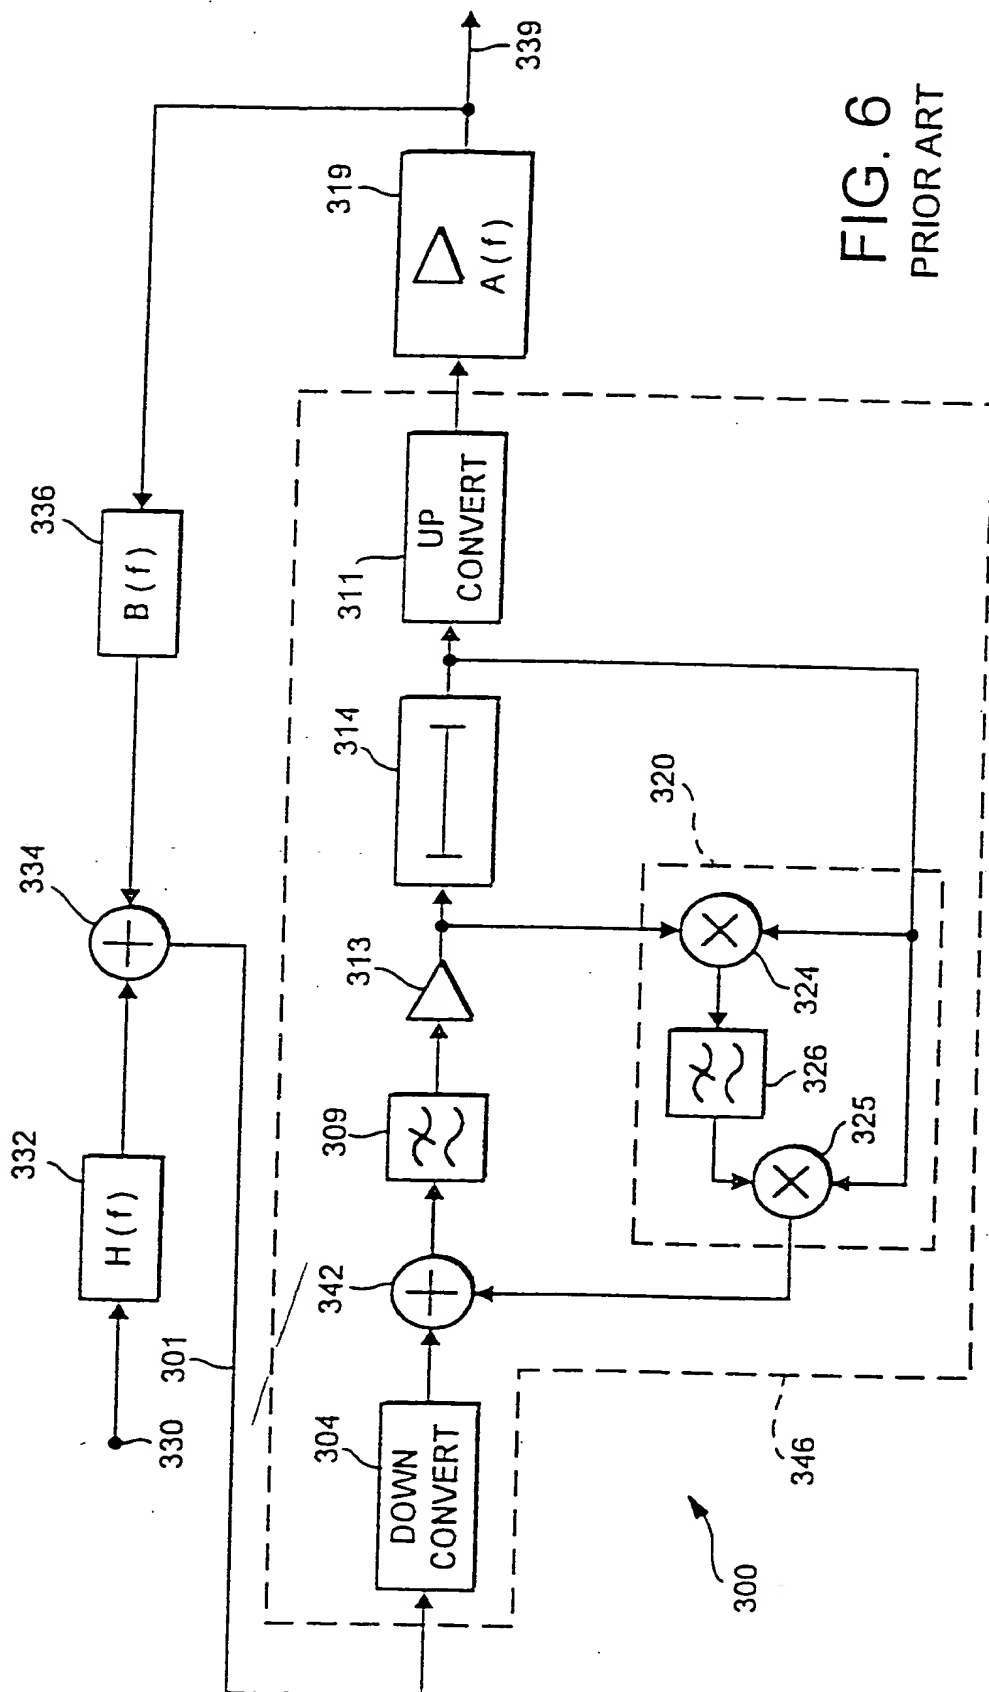 330
332
H(f)
334
336
B(f)
301
339
304
DOWN
CONVERT
342
309
313
314
311
UP
CONVERT
319
A(f)
320
324
326
325
346
300
FIG. 6
PRIOR ART